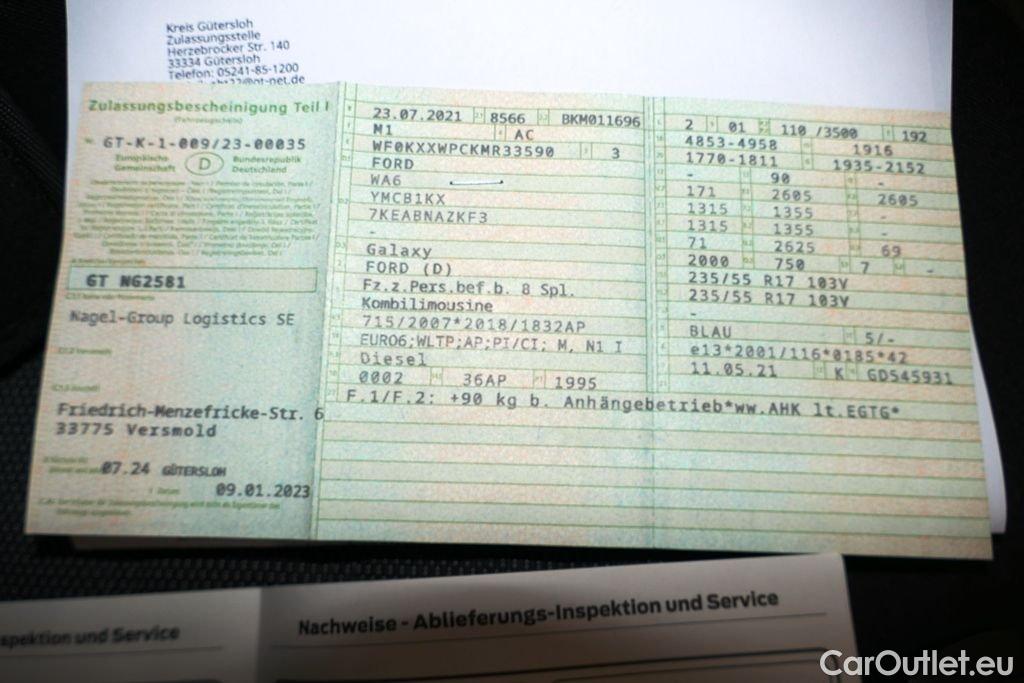 Kreis Gütersloh
Zulassungsstelle
Herzebrocker Str. 140
33334 Gütersloh
Telefon: 05241-85-1200
Zulassungsbescheinigung Teil I
(Fahrzeugschein)
GT-K-1-009/23-00035
Europäische Gemeinschaft D Bundesrepublik Deutschland
GT NG2581
Nagel-Group Logistics SE
Friedrich-Menzefricke-Str. 6
33775 Versmold
07.24 GÜTERSLOH
09.01.2023
23.07.2021 8566 BKM011696
M1 AC
WF0KXXWPCKMR33590 3
FORD
WA6
YMCB1KX
7KEABNAZKF3
-
Galaxy
FORD (D)
Fz.z.Pers.bef.b. 8 Spl.
Kombilimousine
715/2007*2018/1832AP
EURO6;WLTP;AP;PI/CI; M, N1 I
Diesel
0002 36AP 1995
2 01 110 /3500 192
4853-4958 1916
1770-1811 1935-2152
- 90 -
171 2605 2605
1315 1355 -
1315 1355 -
71 2625 69
2000 750 7 -
235/55 R17 103V
235/55 R17 103V
-
BLAU 5/-
e13*2001/116*0185*42
11.05.21 K GD545931
F.1/F.2: +90 kg b. Anhängebetrieb*ww.AHK lt.EGTG*
spektion und Service
Nachweise - Ablieferungs-Inspektion und Service
CarOutlet.eu